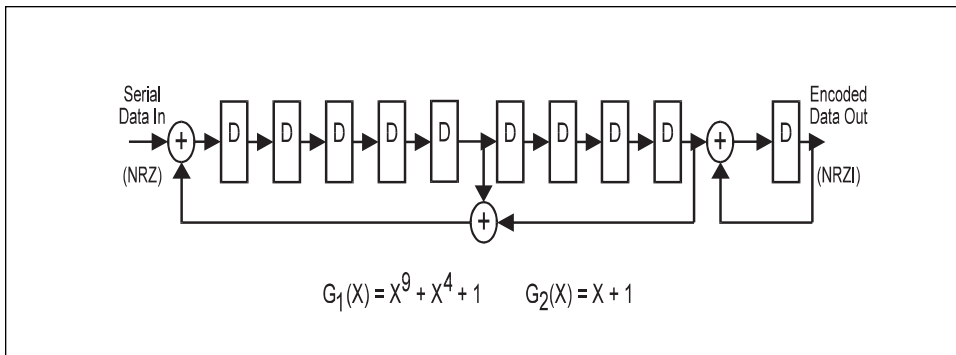 Serial
Data In
(NRZ)
+
D
D
D
D
D
D
D
D
D
+
D
Encoded
Data Out
(NRZI)
+
G₁(X) = X⁹ + X⁴ + 1
G₂(X) = X + 1